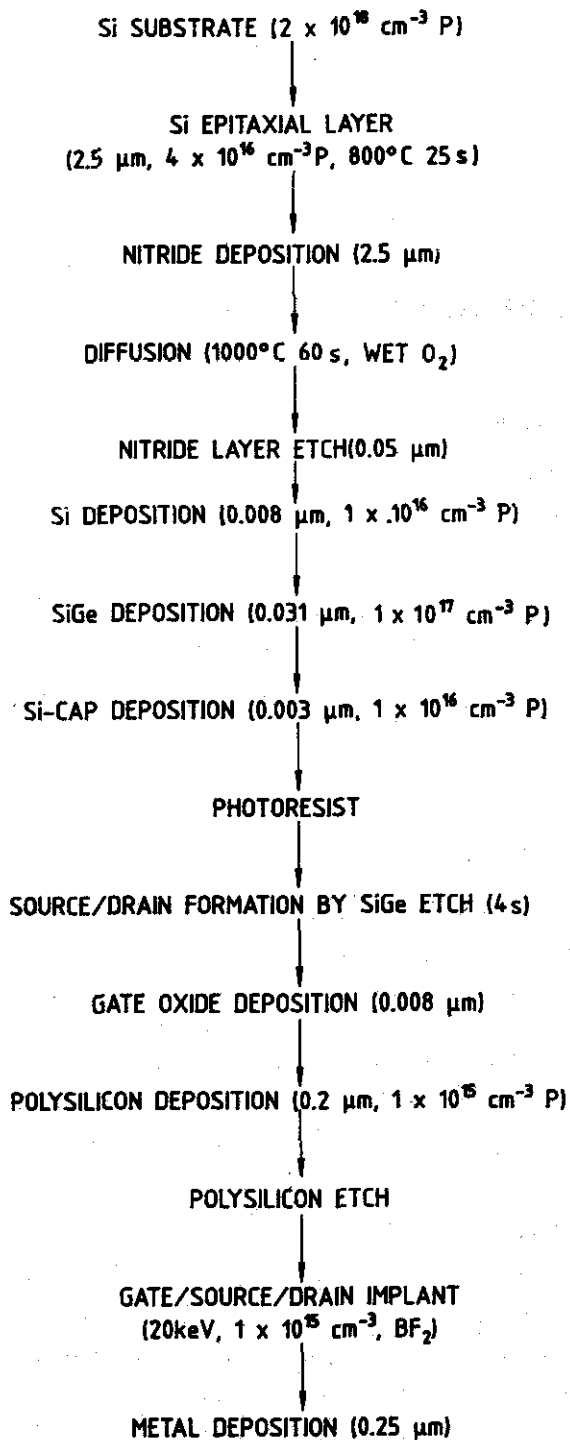 Si SUBSTRATE (2 x 10¹⁸ cm⁻³ P)
Si EPITAXIAL LAYER
(2.5 µm, 4 x 10¹⁶ cm⁻³P, 800°C 25s)
NITRIDE DEPOSITION (2.5 µm)
DIFFUSION (1000°C 60s, WET O₂)
NITRIDE LAYER ETCH(0.05 µm)
Si DEPOSITION (0.008 µm, 1 x .10¹⁶ cm⁻³ P)
SiGe DEPOSITION (0.031 µm, 1 x 10¹⁷ cm⁻³ P)
Si-CAP DEPOSITION (0.003 µm, 1 x 10¹⁶ cm⁻³ P)
PHOTORESIST
SOURCE/DRAIN FORMATION BY SiGe ETCH (4s)
GATE OXIDE DEPOSITION (0.008 µm)
POLYSILICON DEPOSITION (0.2 µm, 1 x 10¹⁵ cm⁻³ P)
POLYSILICON ETCH
GATE/SOURCE/DRAIN IMPLANT
(20keV, 1 x 10¹⁵ cm⁻³, BF₂)
METAL DEPOSITION (0.25 µm)